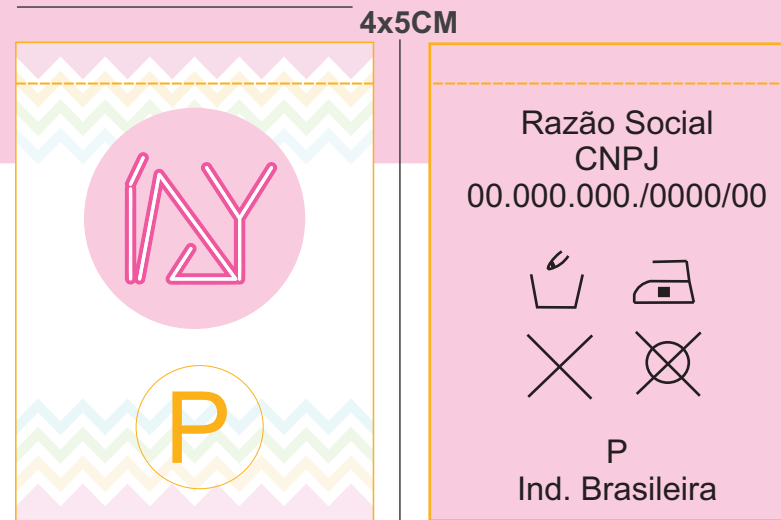 4x5CM
P
Razão Social
CNPJ
00.000.000./0000/00
P
Ind. Brasileira